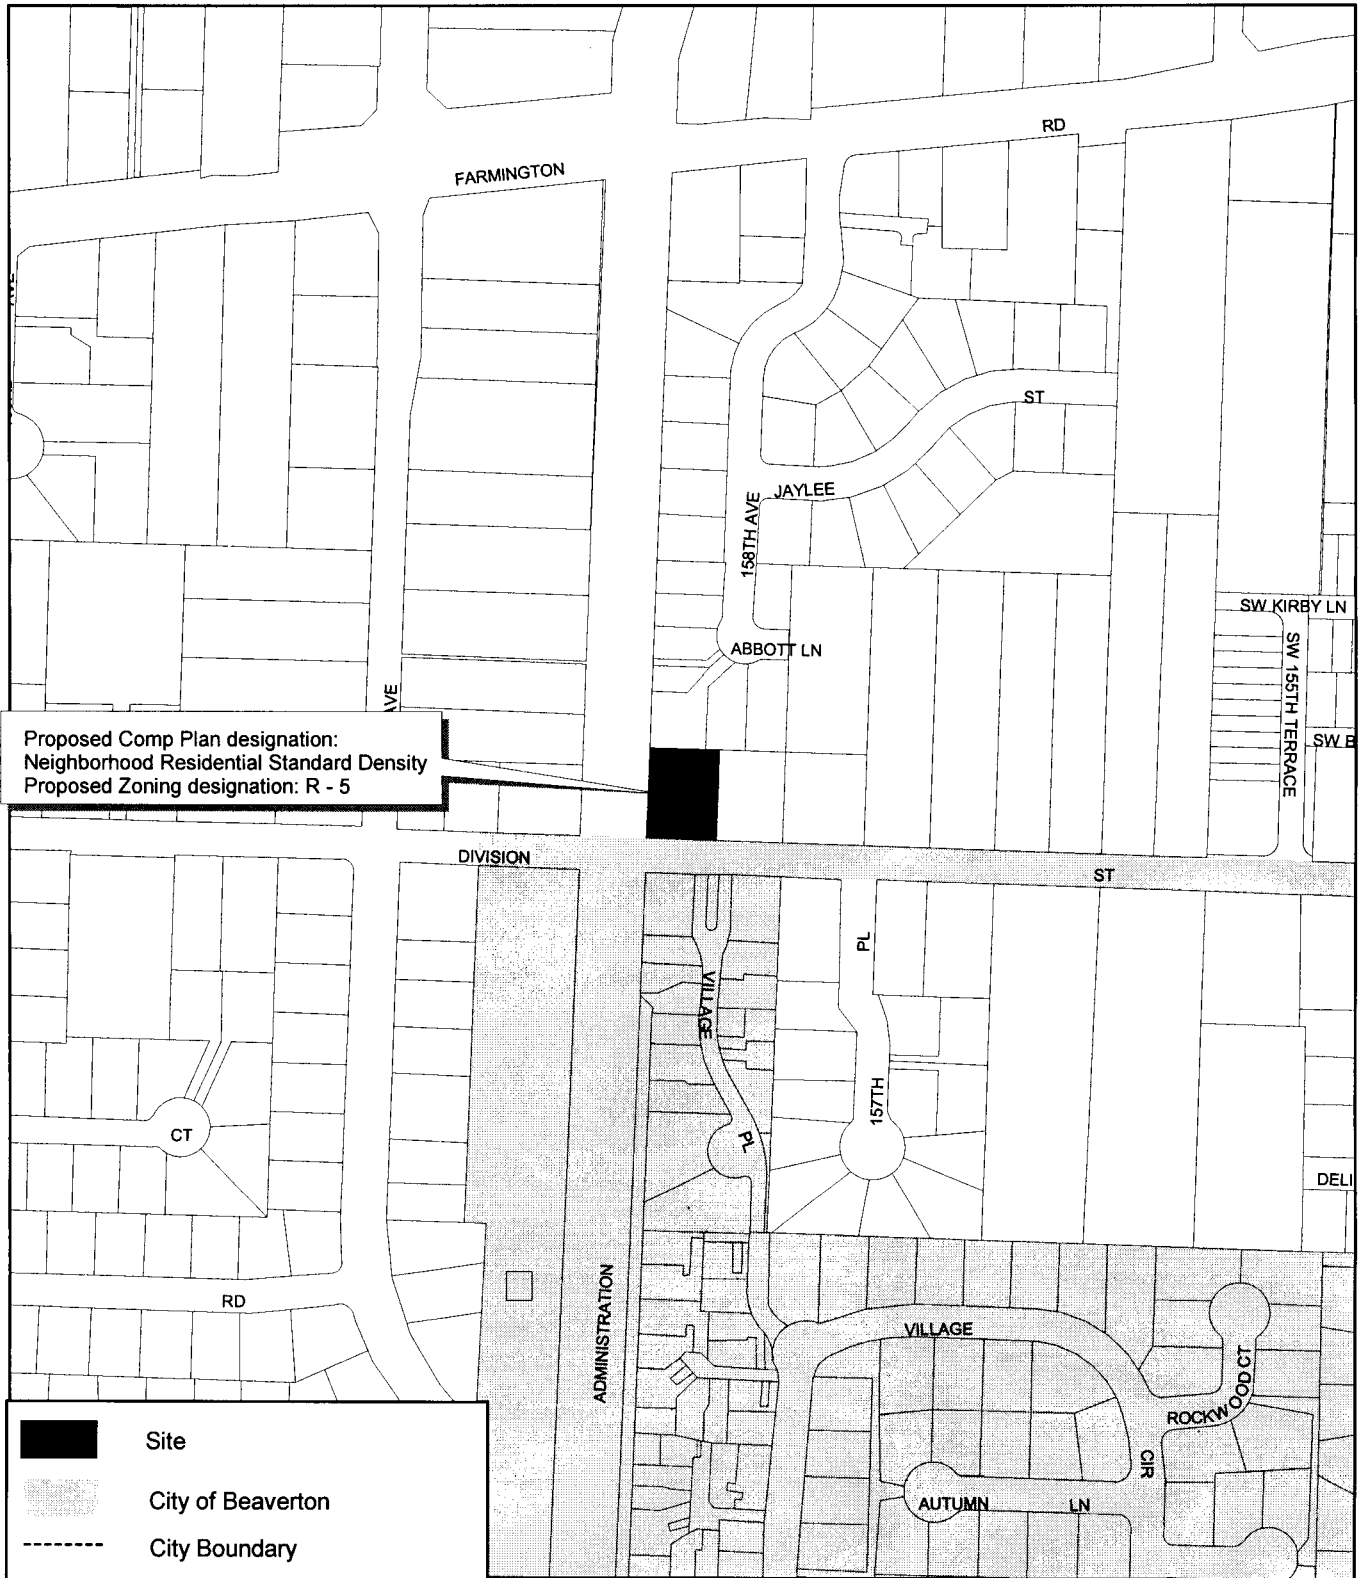 RD
FARMINGTON
ST
JAYLEE
158TH AVE
SW KIRBY LN
ABBOTT LN
SW 155TH TERRACE
AVE
SW B
Proposed Comp Plan designation:
Neighborhood Residential Standard Density
Proposed Zoning designation: R - 5
DIVISION
ST
PL
VILLAGE
157TH
CT
PL
DELI
RD
ADMINISTRATION
VILLAGE
ROCKWOOD CT
CIR
AUTUMN LN
Site
City of Beaverton
City Boundary